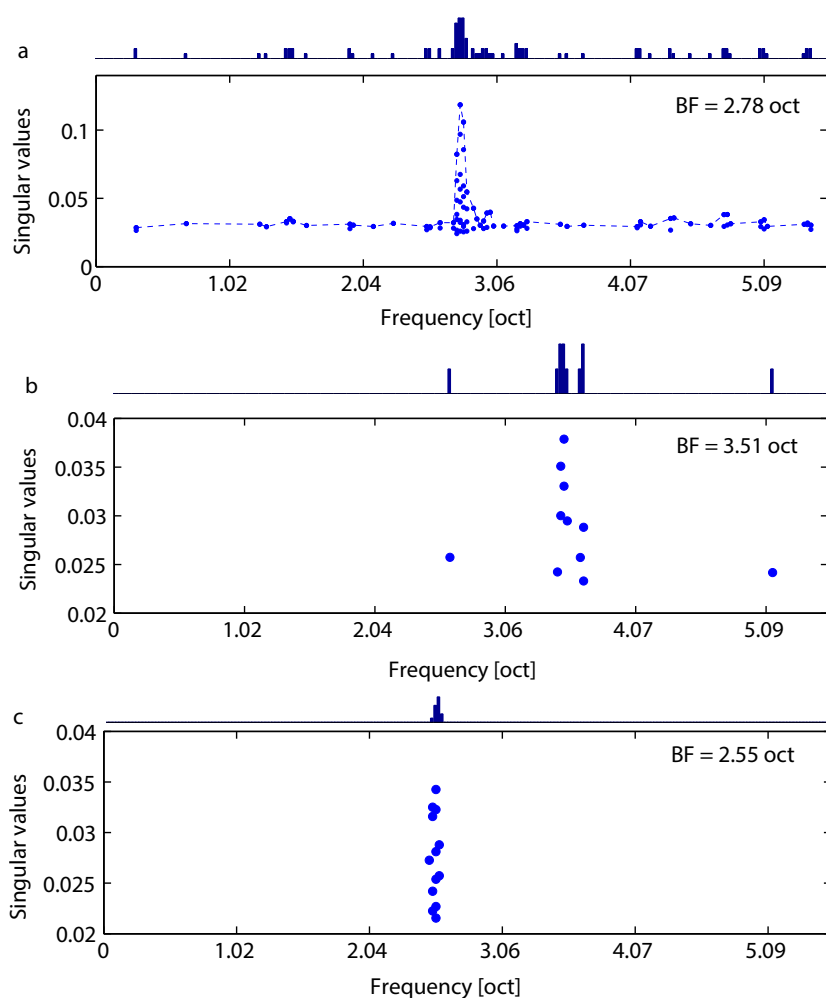 a
BF = 2.78 oct
Singular values
0.1
0.05
0
0 1.02 2.04 3.06 4.07 5.09
Frequency [oct]
b
BF = 3.51 oct
Singular values
0.04
0.035
0.03
0.025
0.02
0 1.02 2.04 3.06 4.07 5.09
Frequency [oct]
c
BF = 2.55 oct
Singular values
0.04
0.035
0.03
0.025
0.02
0 1.02 2.04 3.06 4.07 5.09
Frequency [oct]